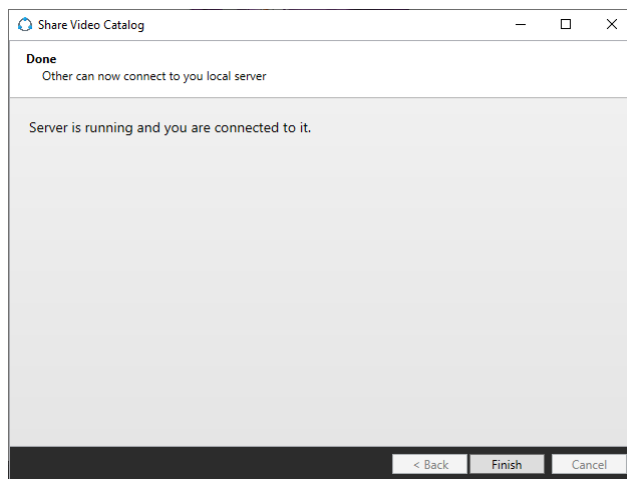 Share Video Catalog
Done
Other can now connect to you local server
Server is running and you are connected to it.
< Back Finish Cancel